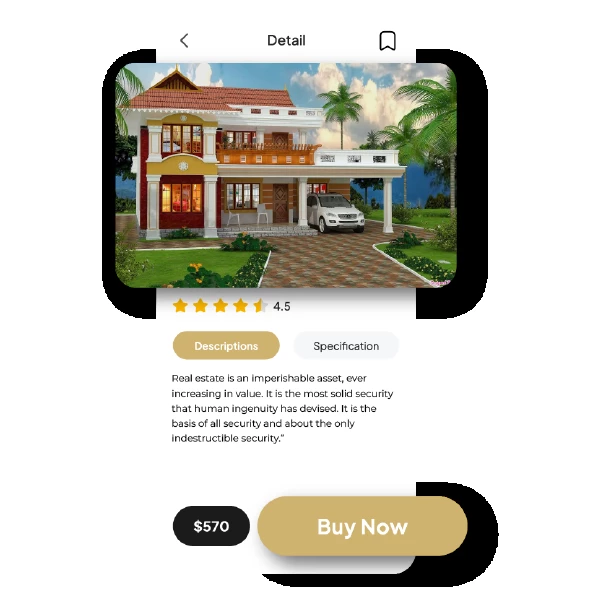 Detail
4.5
Descriptions
Specification
Real estate is an imperishable asset, ever
increasing in value. It is the most solid security
that human ingenuity has devised. It is the
basis of all security and about the only
indestructible security.”
$570
Buy Now